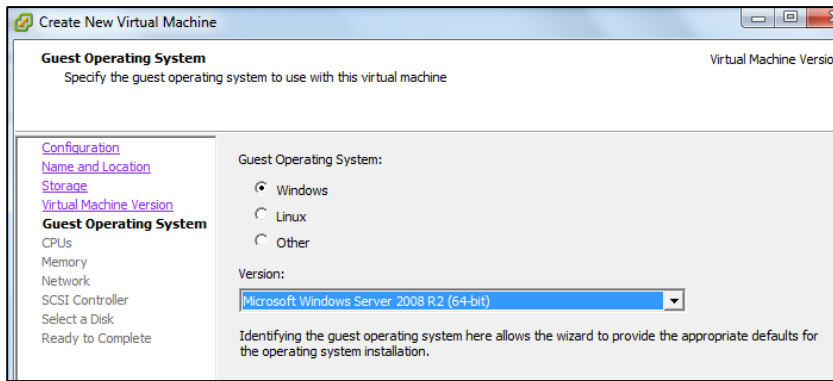 Create New Virtual Machine
Guest Operating System
Specify the guest operating system to use with this virtual machine
Virtual Machine Versio
Configuration
Name and Location
Storage
Virtual Machine Version
Guest Operating System
CPUs
Memory
Network
SCSI Controller
Select a Disk
Ready to Complete
Guest Operating System:
Windows
Linux
Other
Version:
Microsoft Windows Server 2008 R2 (64-bit)
Identifying the guest operating system here allows the wizard to provide the appropriate defaults for
the operating system installation.